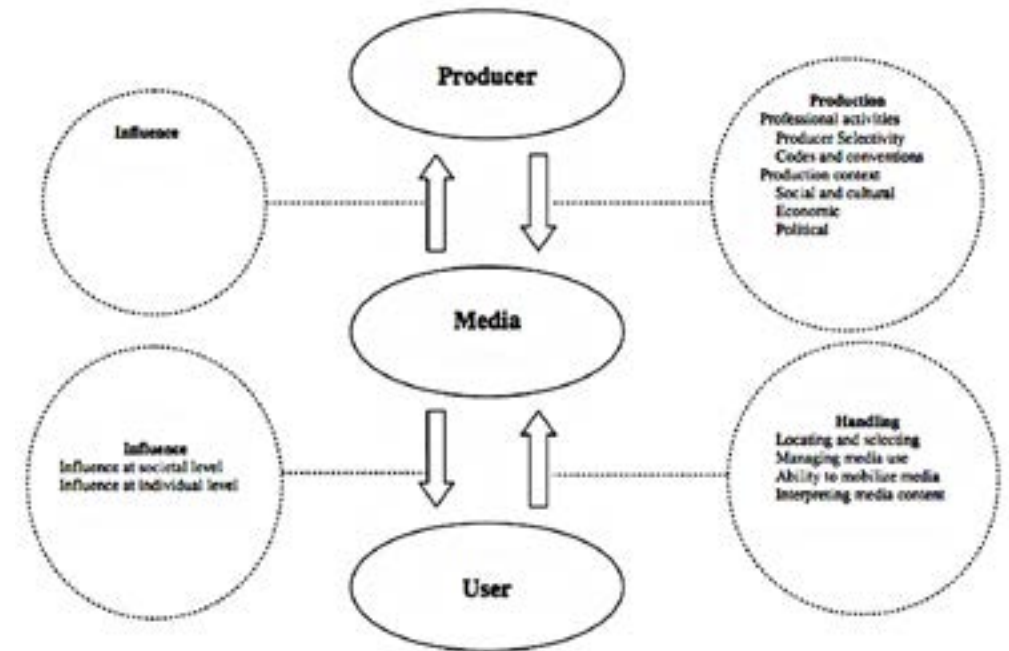 Producer
Influence
Production
Professional activities
Producer Selectivity
Codes and conventions
Production context
Social and cultural
Economic
Political
Media
Influence
Influence at societal level
Influence at individual level
Handling
Locating and selecting
Managing media use
Ability to mobilize media
Interpreting media content
User